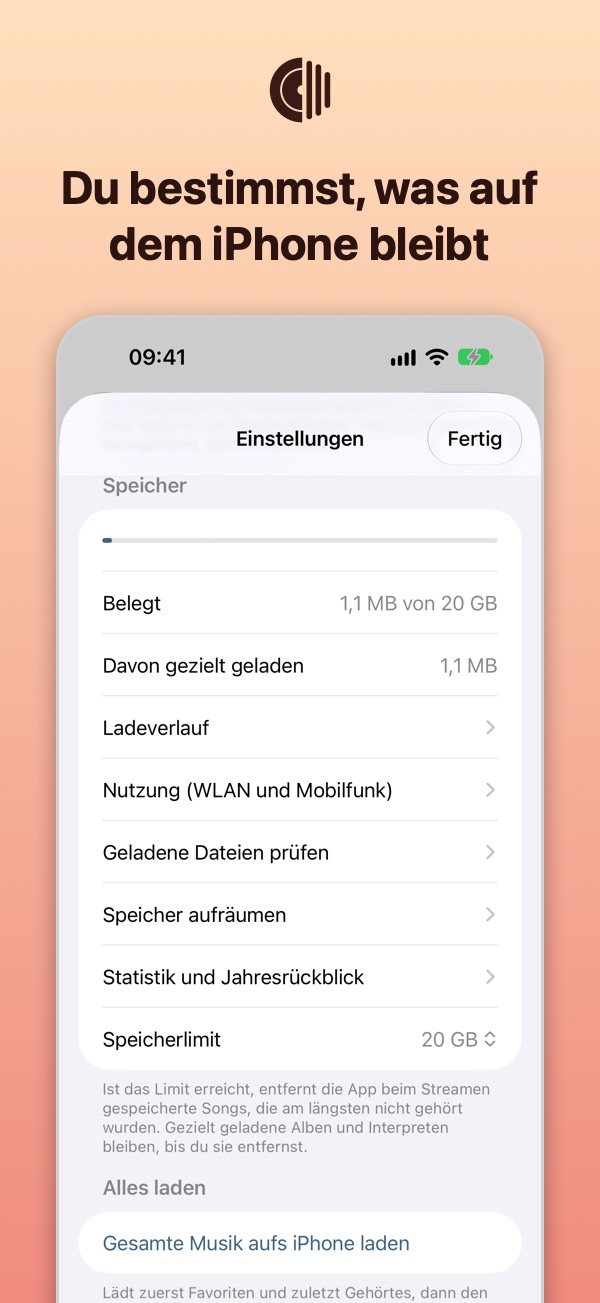 Du bestimmst, was auf
dem iPhone bleibt
09:41
Einstellungen
Fertig
Speicher
Belegt 1,1 MB von 20 GB
Davon gezielt geladen 1,1 MB
Ladeverlauf
Nutzung (WLAN und Mobilfunk)
Geladene Dateien prüfen
Speicher aufräumen
Statistik und Jahresrückblick
Speicherlimit 20 GB
Ist das Limit erreicht, entfernt die App beim Streamen
gespeicherte Songs, die am längsten nicht gehört
wurden. Gezielt geladene Alben und Interpreten
bleiben, bis du sie entfernst.
Alles laden
Gesamte Musik aufs iPhone laden
Lädt zuerst Favoriten und zuletzt Gehörtes, dann den